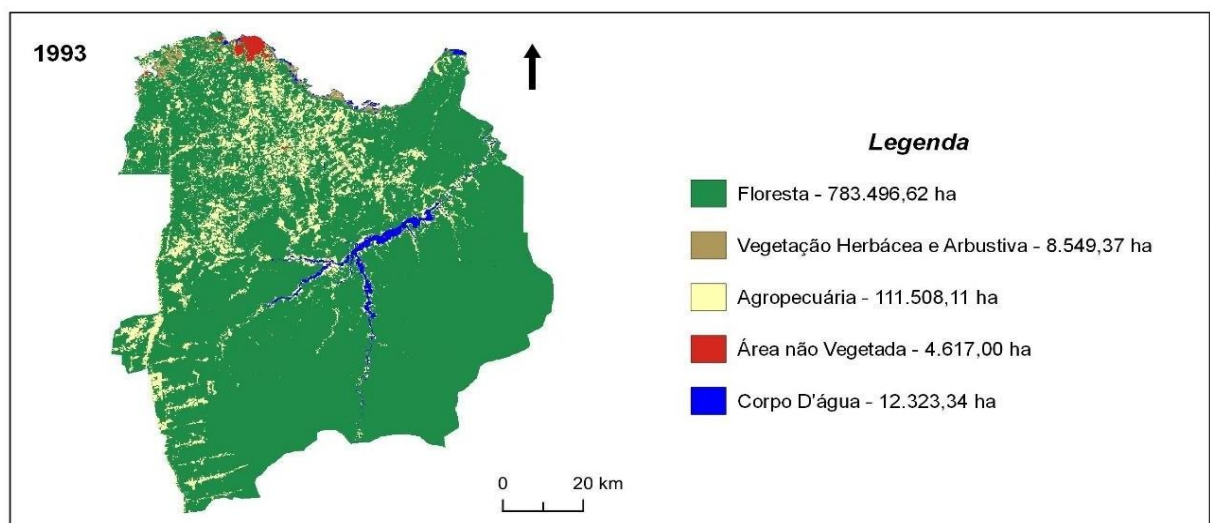 1993
Legenda
Floresta - 783.496,62 ha
Vegetação Herbácea e Arbustiva - 8.549,37 ha
Agropecuária - 111.508,11 ha
Área não Vegetada - 4.617,00 ha
Corpo D'água - 12.323,34 ha
0 20 km